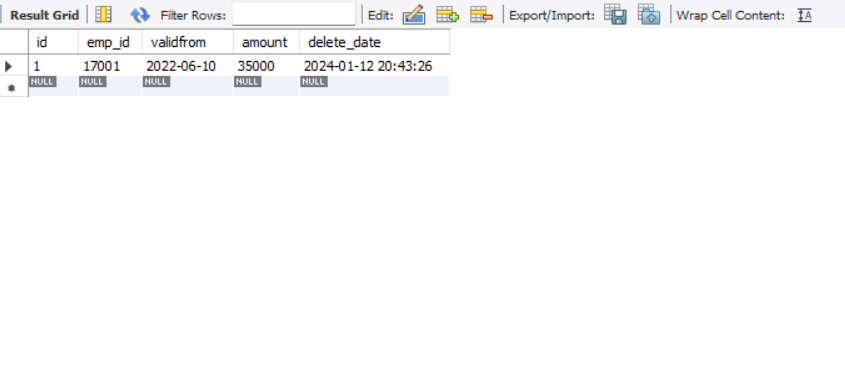 Result Grid Filter Rows: Edit: Export/Import: Wrap Cell Content: IA
id emp_id validfrom amount delete_date
1 17001 2022-06-10 35000 2024-01-12 20:43:26
NULL NULL NULL NULL NULL